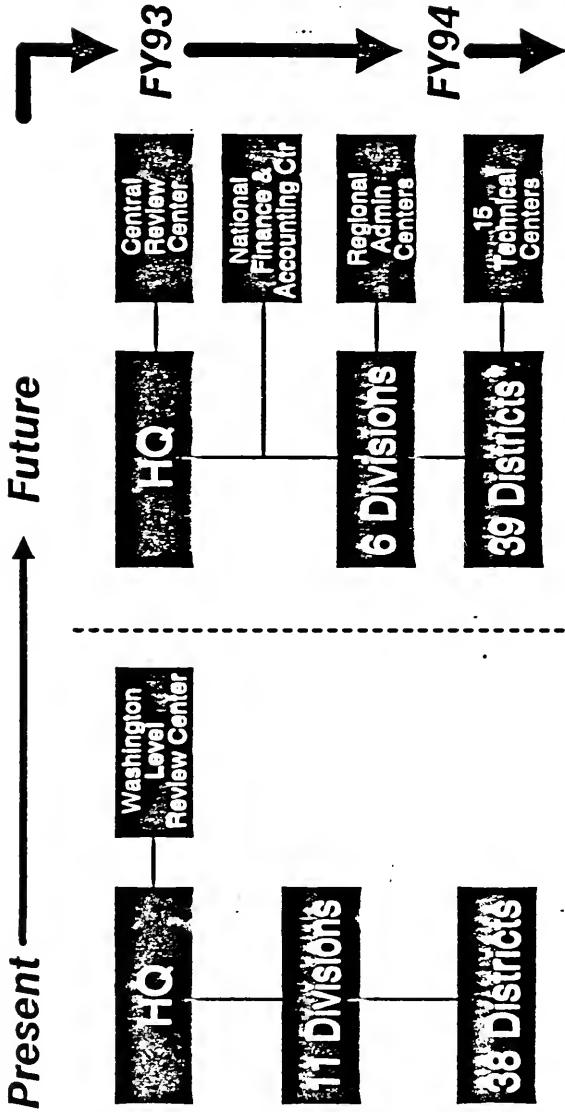 Present
Future
HQ
Washington
Level
Review Center
11 Divisions
38 Districts
HQ
Central
Review
Center
National
Finance &
Accounting Ctr
6 Divisions
Regional
Admin
Centers
39 Districts
15
Technical
Centers
FY93
FY94